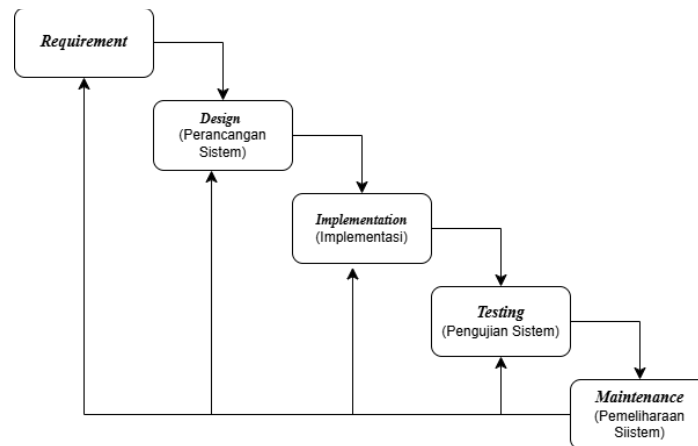 Requirement
Design
(Perancangan
Sistem)
Implementation
(Implementasi)
Testing
(Pengujian Sistem)
Maintenance
(Pemeliharaan
Siistem)